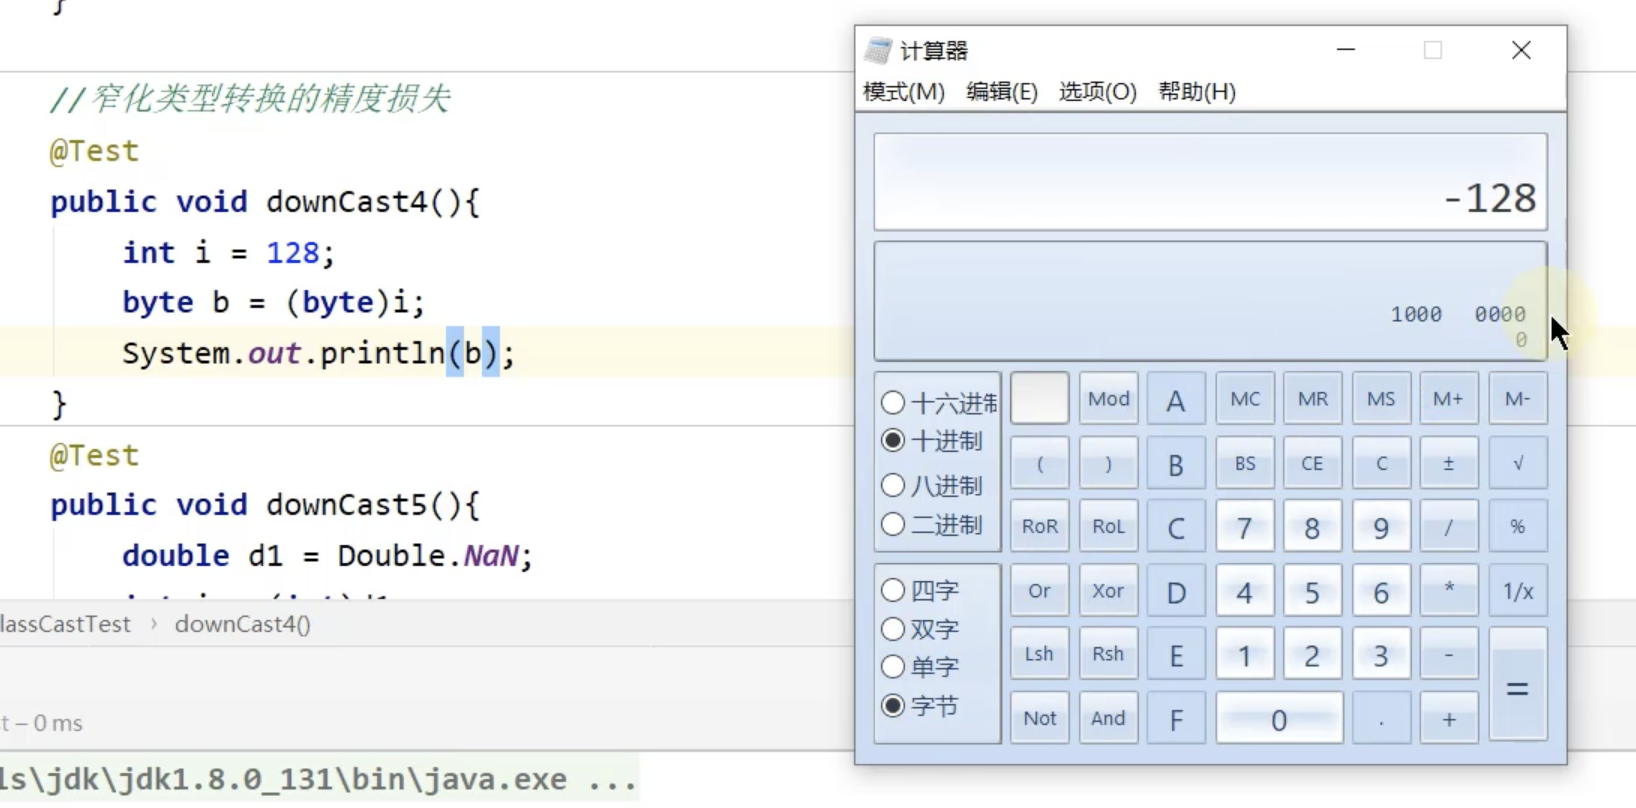 }
//窄化类型转换的精度损失
@Test
public void downCast4(){
int i = 128;
byte b = (byte)i;
System.out.println(b);
}
@Test
public void downCast5(){
double d1 = Double.NaN;
lassCastTest › downCast4()
t – 0 ms
ls\jdk\jdk1.8.0_131\bin\java.exe ...
计算器
模式(M) 编辑(E) 选项(O) 帮助(H)
-128
1000 0000
0
十六进制
十进制
八进制
二进制
四字
双字
单字
字节
Mod A MC MR MS M+ M-
( ) B BS CE C ± √
RoR RoL C 7 8 9 / %
Or Xor D 4 5 6 * 1/x
Lsh Rsh E 1 2 3 - =
Not And F 0 . +